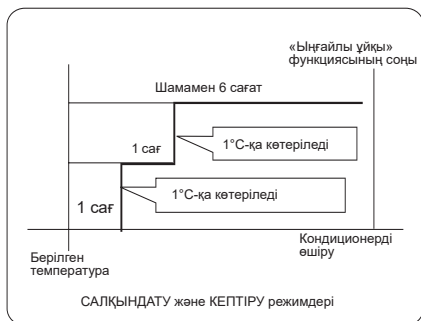 «Ыңғайлы ұйқы»
функциясының соңы
Шамамен 6 сағат
1 сағ
1°C-қа көтеріледі
1°C-қа көтеріледі
1 сағ
Берілген
температура
Кондиционерді
өшіру
САЛҚЫНДАТУ және КЕПТІРУ режимдері